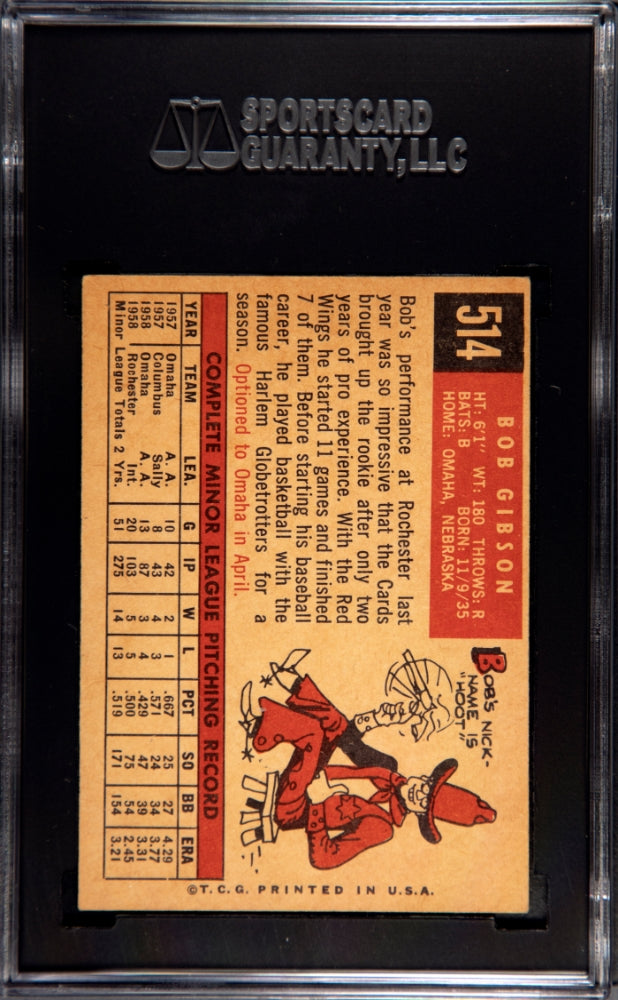 SPORTSCARD
GUARANTY, LLC
514
BOB GIBSON
HT: 6'1" WT: 180 THROWS: R
BATS: B BORN: 11/9/35
HOME: OMAHA, NEBRASKA
Bob's performance at Rochester last
year was so impressive that the Cards
brought up the rookie after only two
years of pro experience. With the Red
Wings he started 11 games and finished
7 of them. Before starting his baseball
career, he played basketball with the
famous Harlem Globetrotters for a
season. Optioned to Omaha in April.
BOB'S NICK-
NAME IS
"HOOT"
COMPLETE MINOR LEAGUE PITCHING RECORD
YEAR TEAM LEA. G IP W L PCT SO BB ERA
1957 Omaha A. A. 10 42 2 1 .667 25 27 4.29
1957 Columbus Sally 8 43 4 3 .571 24 34 3.77
1958 Omaha A. A. 13 87 3 4 .429 47 39 3.31
1958 Rochester Int. 20 103 5 5 .500 75 54 2.45
Minor League Totals 2 Yrs. 51 275 14 13 .519 171 154 3.21
©T.C.G. PRINTED IN U.S.A.